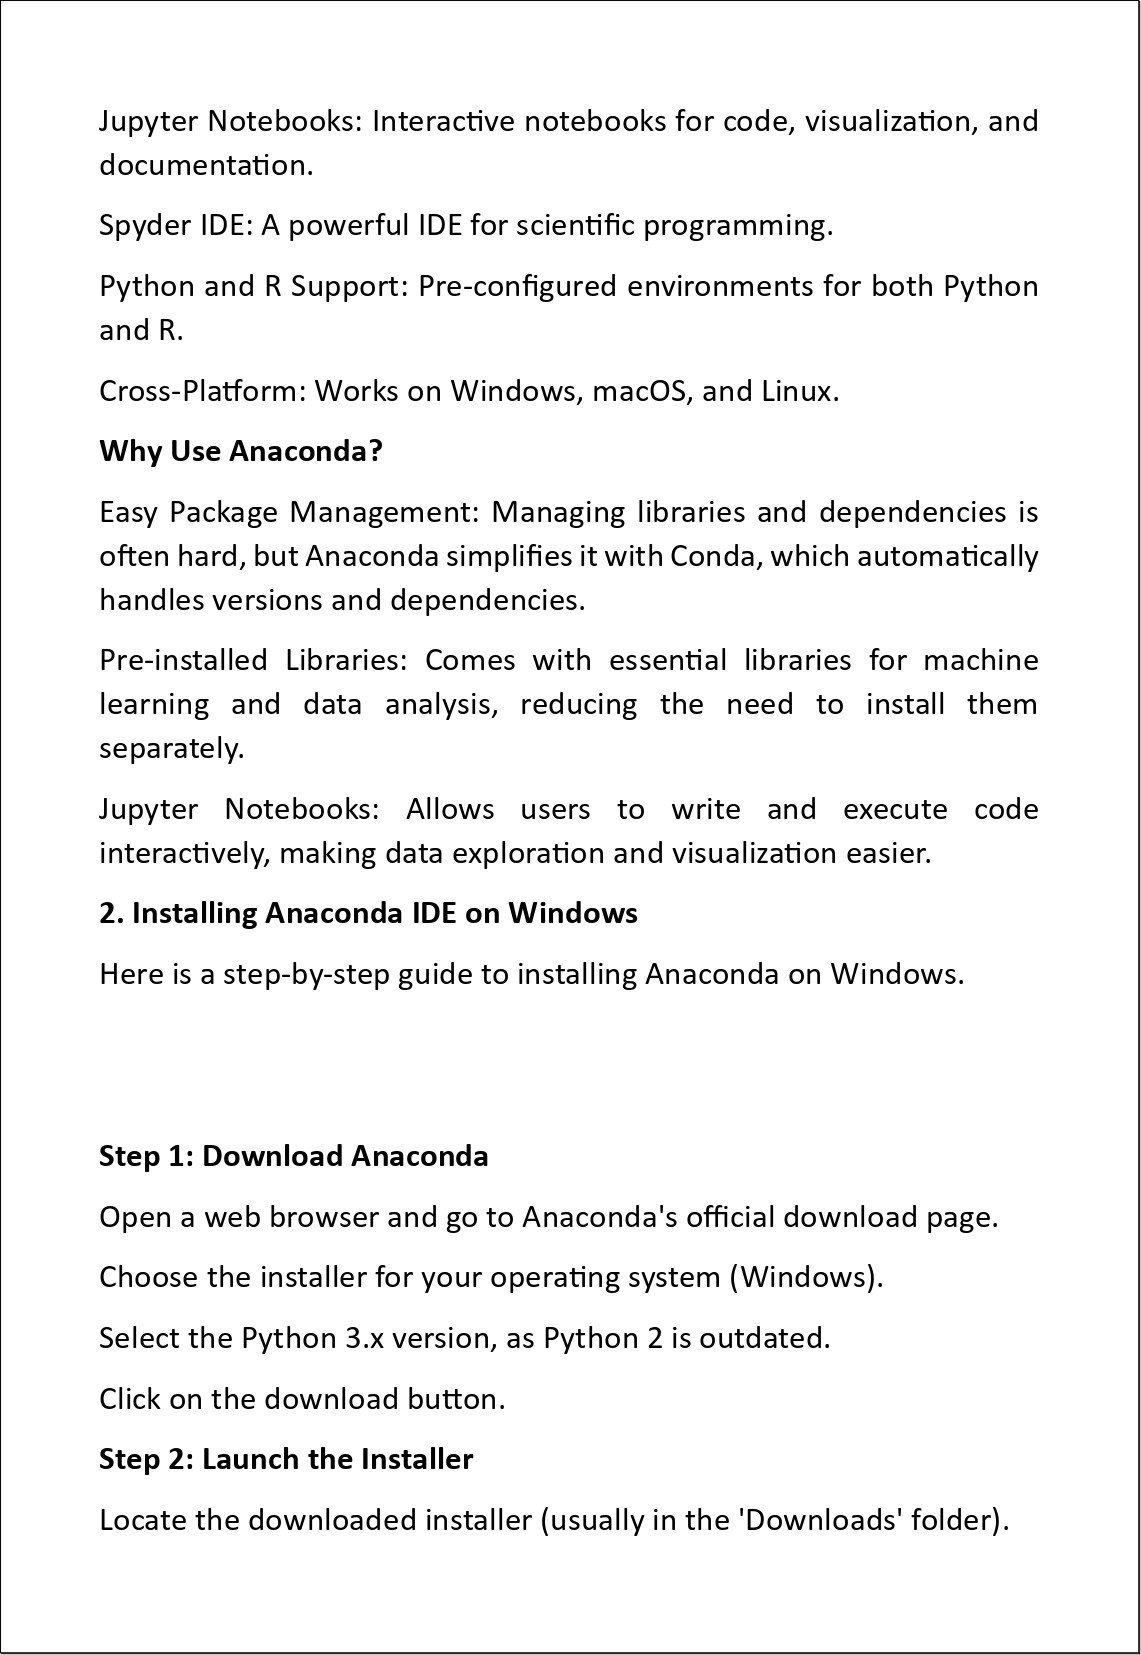 Jupyter Notebooks: Interactive notebooks for code, visualization, and
documentation.
Spyder IDE: A powerful IDE for scientific programming.
Python and R Support: Pre-configured environments for both Python
and R.
Cross-Platform: Works on Windows, macOS, and Linux.
Why Use Anaconda?
Easy Package Management: Managing libraries and dependencies is
often hard, but Anaconda simplifies it with Conda, which automatically
handles versions and dependencies.
Pre-installed Libraries: Comes with essential libraries for machine
learning and data analysis, reducing the need to install them
separately.
Jupyter Notebooks: Allows users to write and execute code
interactively, making data exploration and visualization easier.
2. Installing Anaconda IDE on Windows
Here is a step-by-step guide to installing Anaconda on Windows.
Step 1: Download Anaconda
Open a web browser and go to Anaconda's official download page.
Choose the installer for your operating system (Windows).
Select the Python 3.x version, as Python 2 is outdated.
Click on the download button.
Step 2: Launch the Installer
Locate the downloaded installer (usually in the 'Downloads' folder).